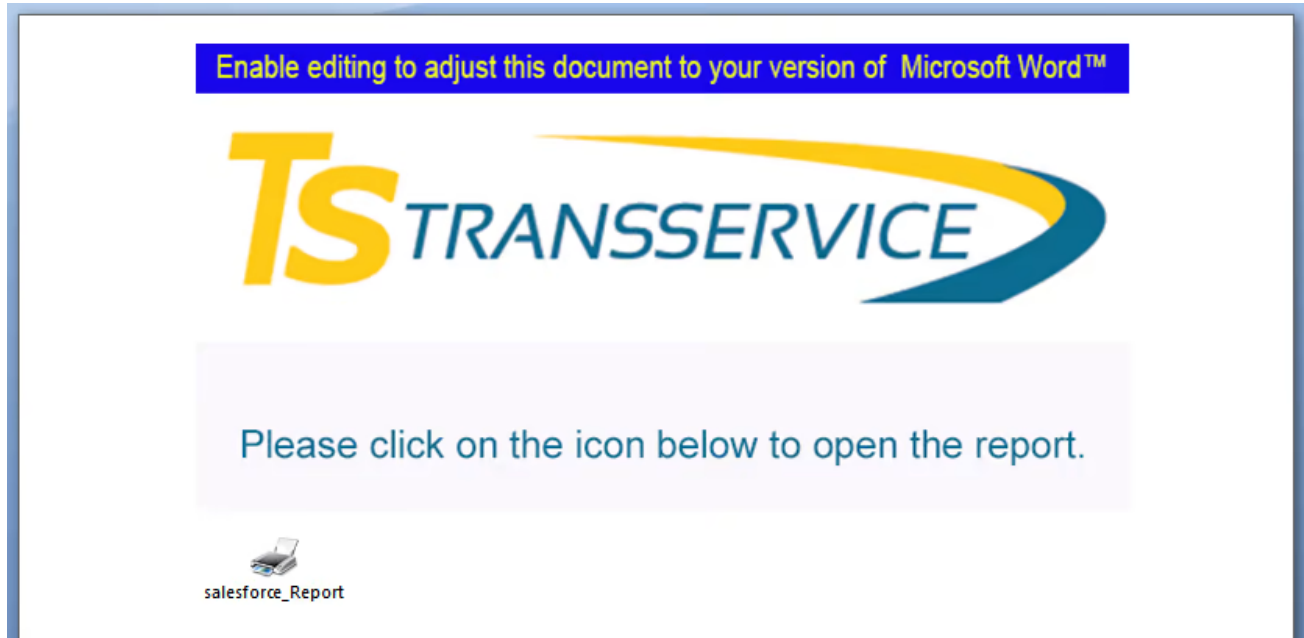 Enable editing to adjust this document to your version of Microsoft Word™
TS TRANSSERVICE
Please click on the icon below to open the report.
salesforce_Report